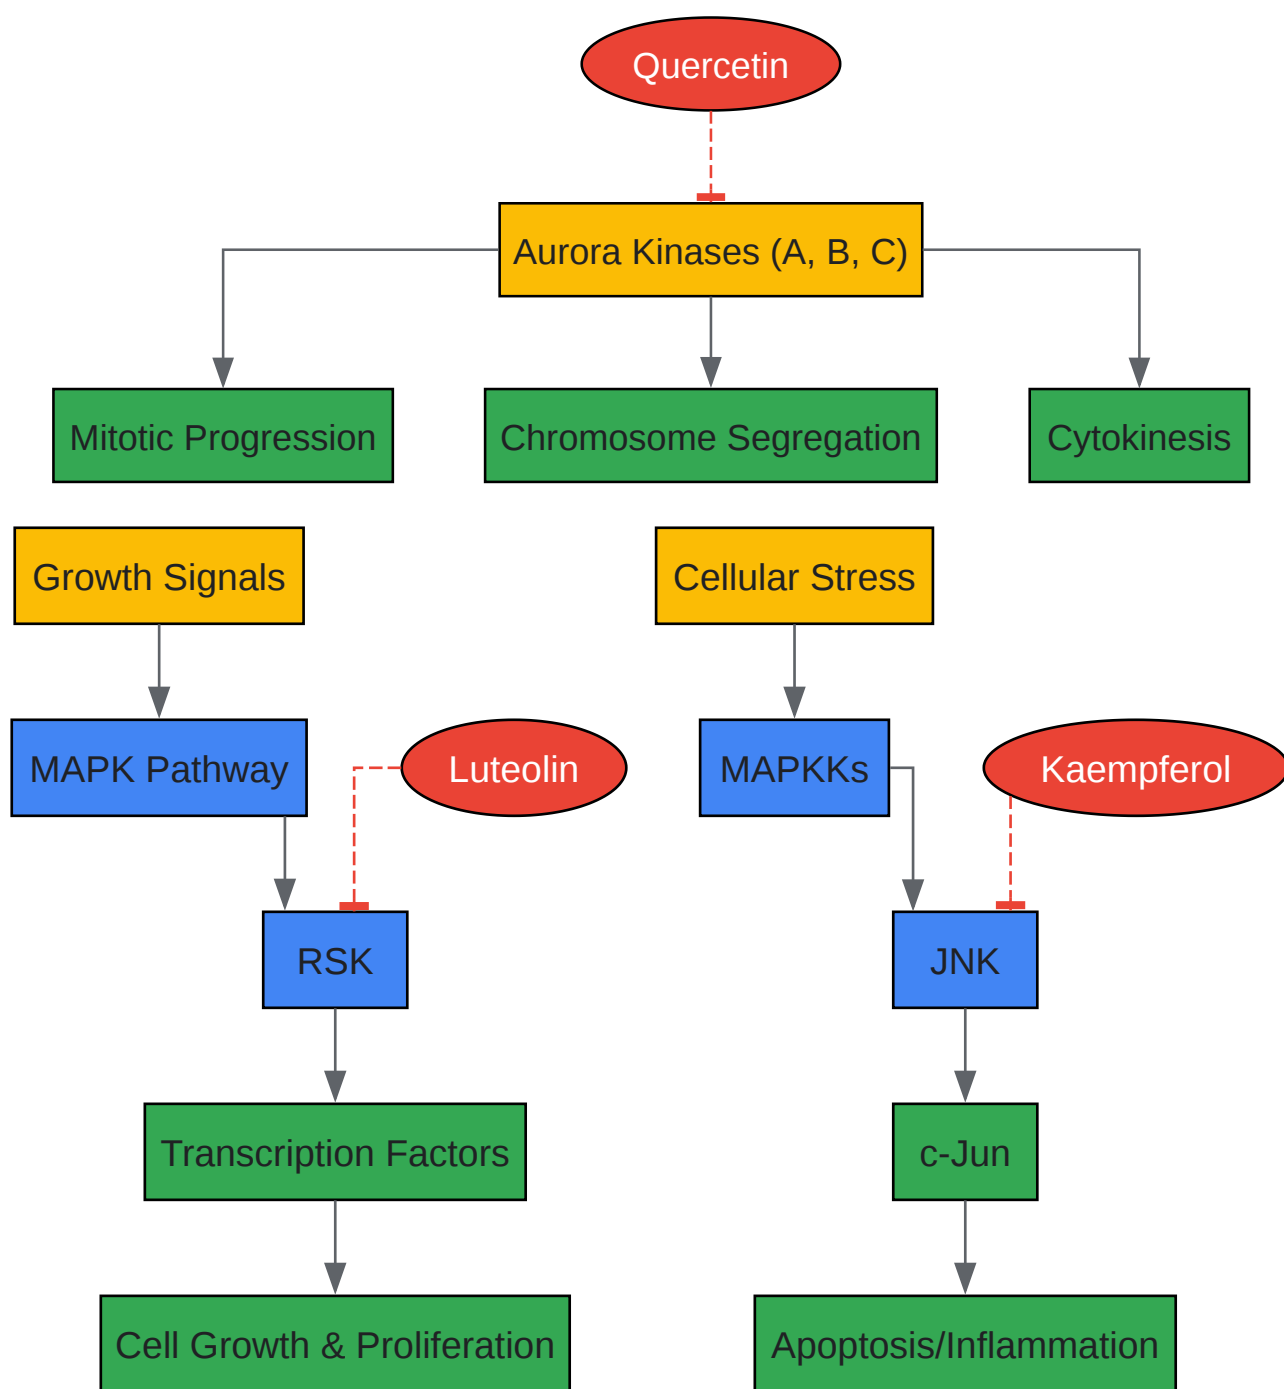 Quercetin
Aurora Kinases (A, B, C)
Mitotic Progression
Chromosome Segregation
Cytokinesis
Growth Signals
Cellular Stress
MAPK Pathway
Luteolin
MAPKKs
Kaempferol
RSK
JNK
Transcription Factors
c-Jun
Cell Growth & Proliferation
Apoptosis/Inflammation